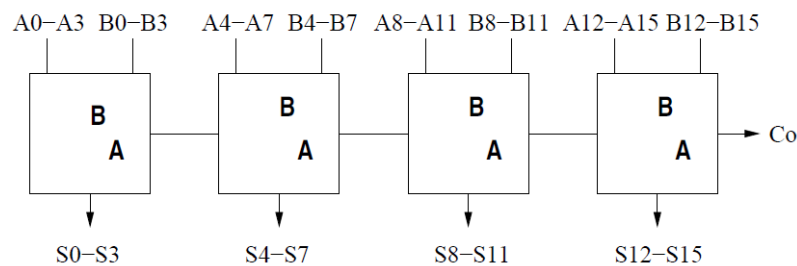 A0−A3 B0−B3 A4−A7 B4−B7 A8−A11 B8−B11 A12−A15 B12−B15
B B B B
A A A A
Co
S0−S3 S4−S7 S8−S11 S12−S15